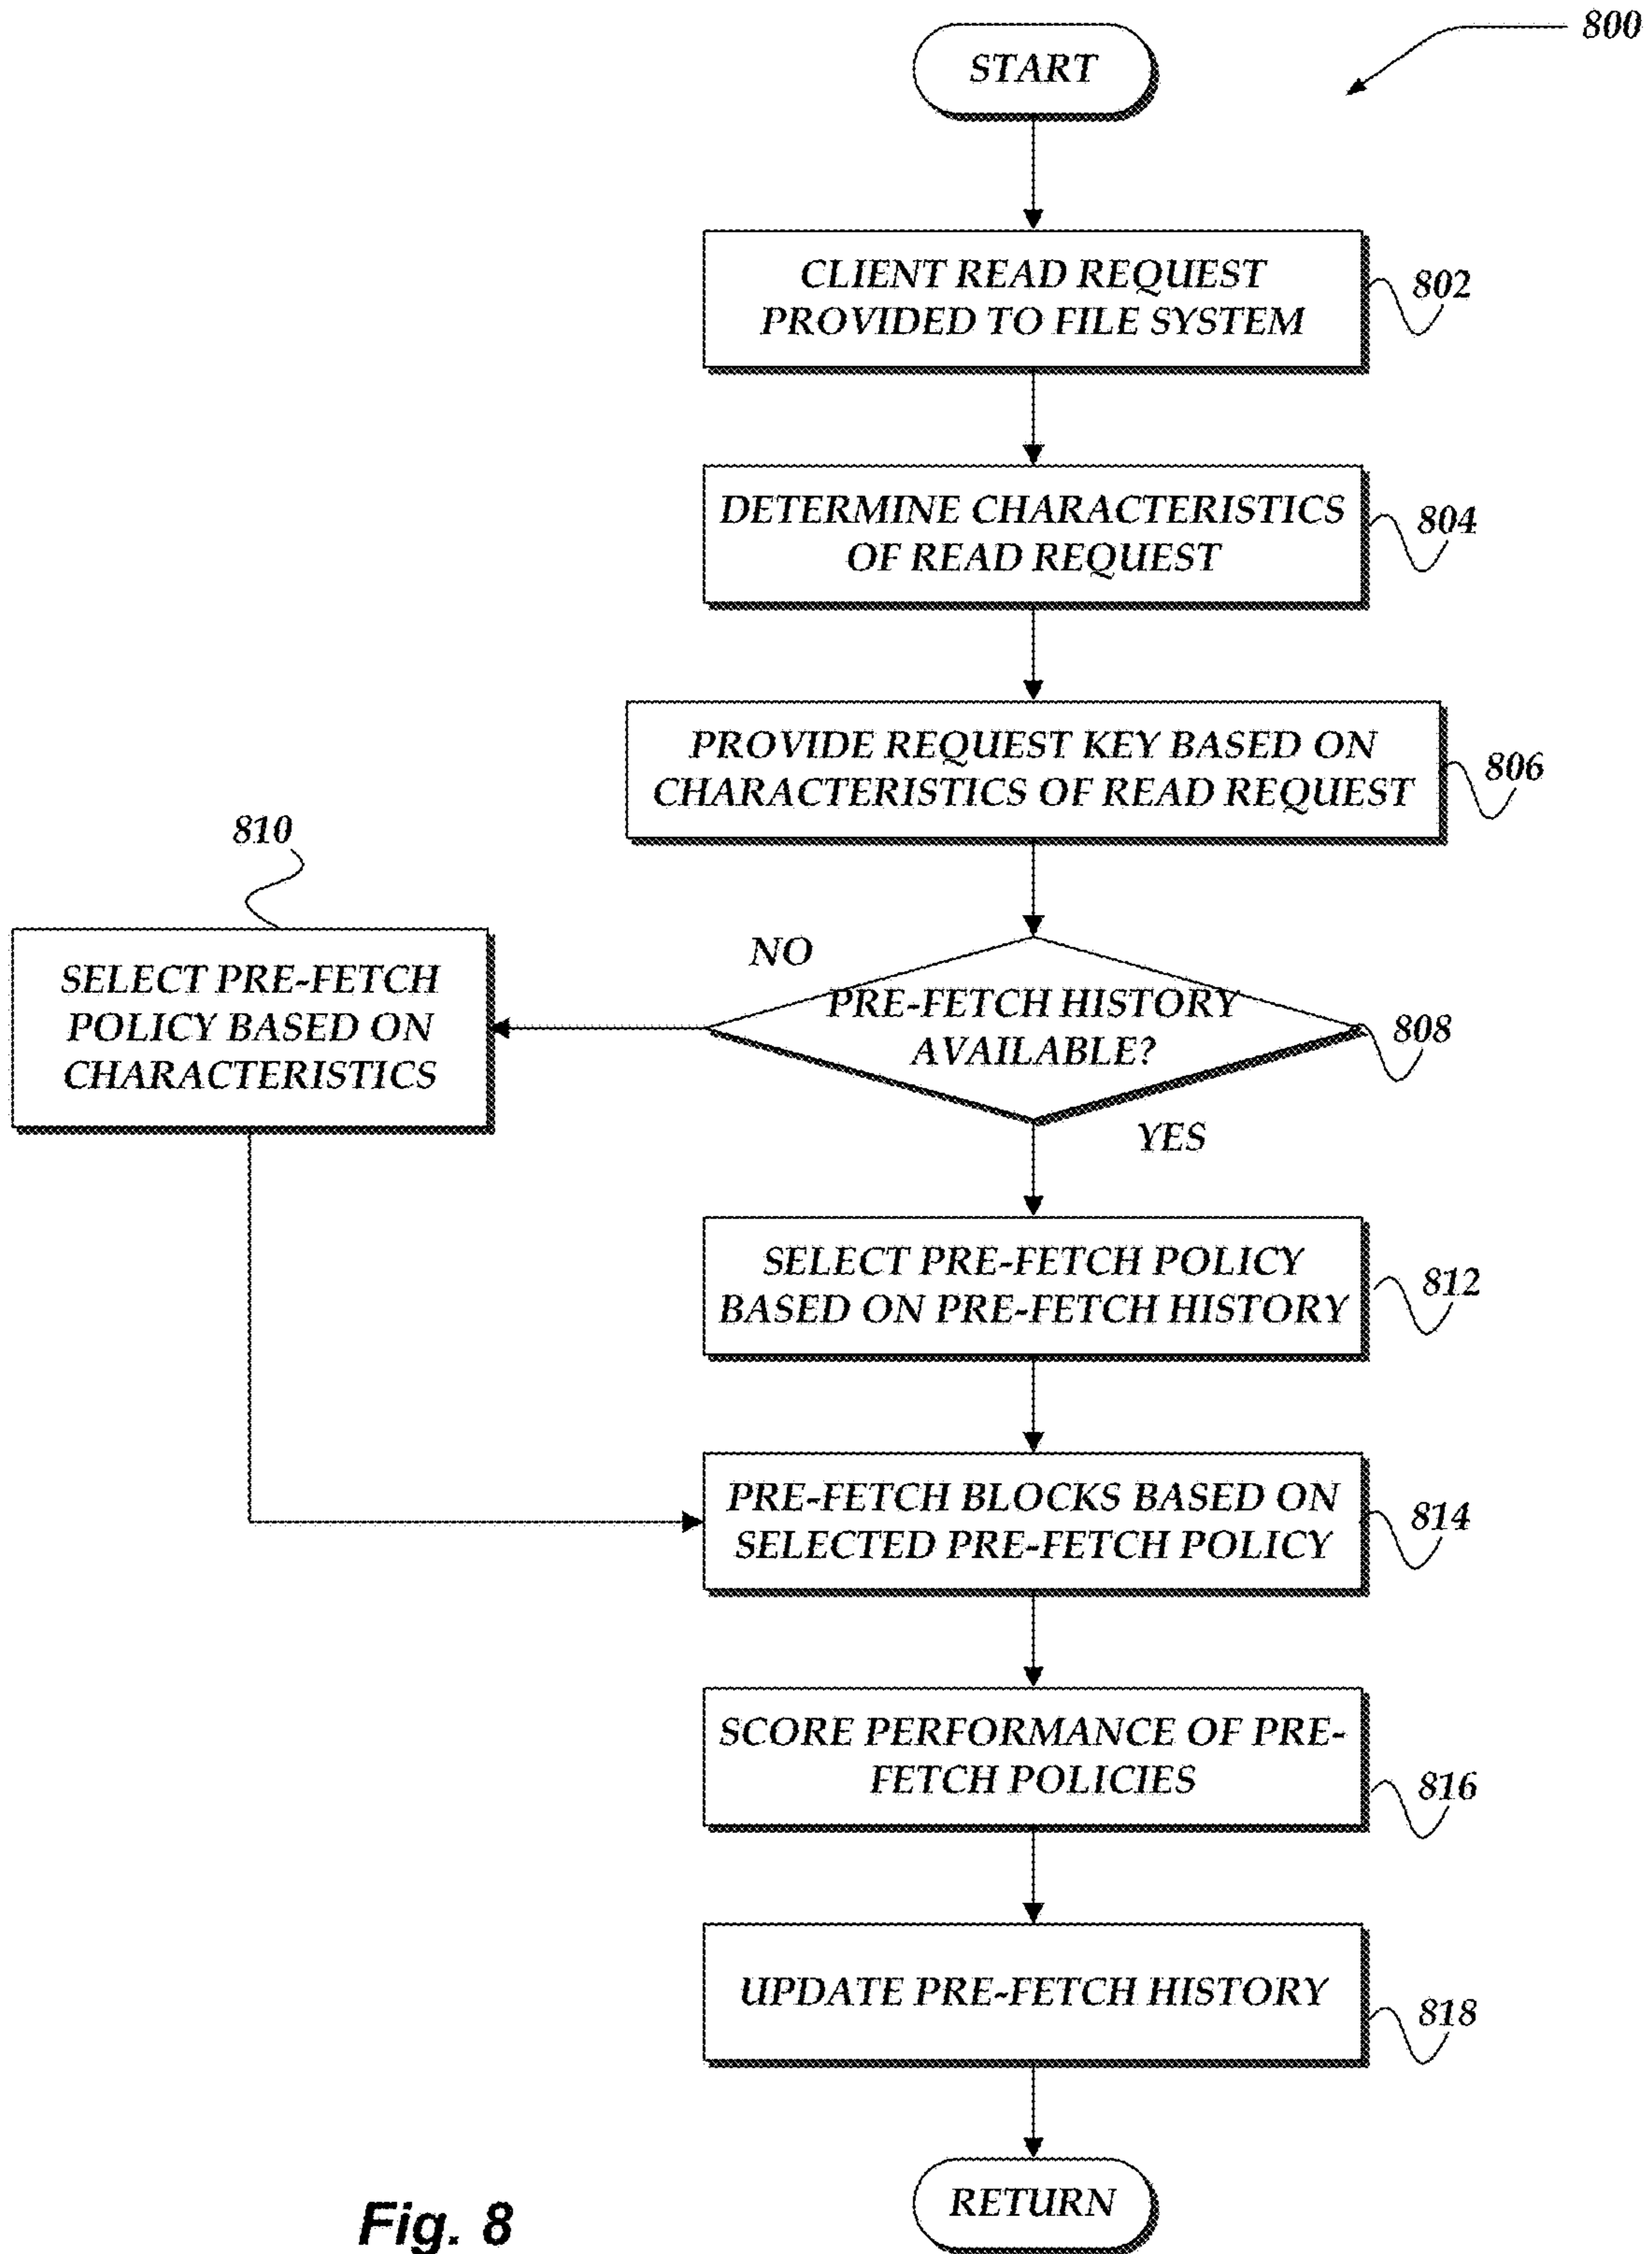 800
START
CLIENT READ REQUEST
PROVIDED TO FILE SYSTEM
802
DETERMINE CHARACTERISTICS
OF READ REQUEST
804
PROVIDE REQUEST KEY BASED ON
CHARACTERISTICS OF READ REQUEST
806
810
SELECT PRE-FETCH
POLICY BASED ON
CHARACTERISTICS
NO
PRE-FETCH HISTORY
AVAILABLE?
808
YES
SELECT PRE-FETCH POLICY
BASED ON PRE-FETCH HISTORY
812
PRE-FETCH BLOCKS BASED ON
SELECTED PRE-FETCH POLICY
814
SCORE PERFORMANCE OF PRE-
FETCH POLICIES
816
UPDATE PRE-FETCH HISTORY
818
RETURN
Fig. 8